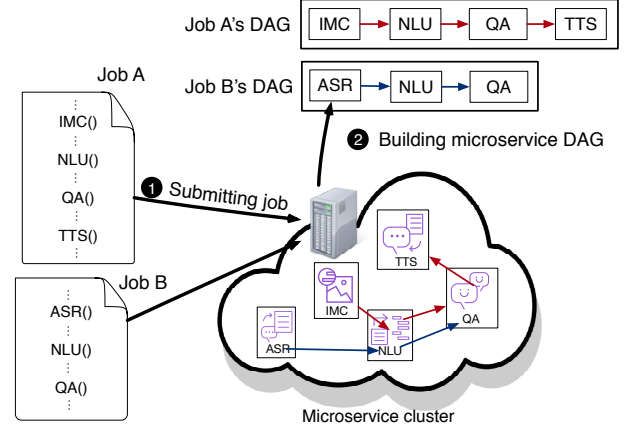 Job A's DAG
IMC
NLU
QA
TTS
Job B's DAG
ASR
NLU
QA
Job A
IMC()
NLU()
QA()
TTS()
1 Submitting job
2 Building microservice DAG
Job B
ASR()
NLU()
QA()
TTS
IMC
QA
ASR
NLU
Microservice cluster